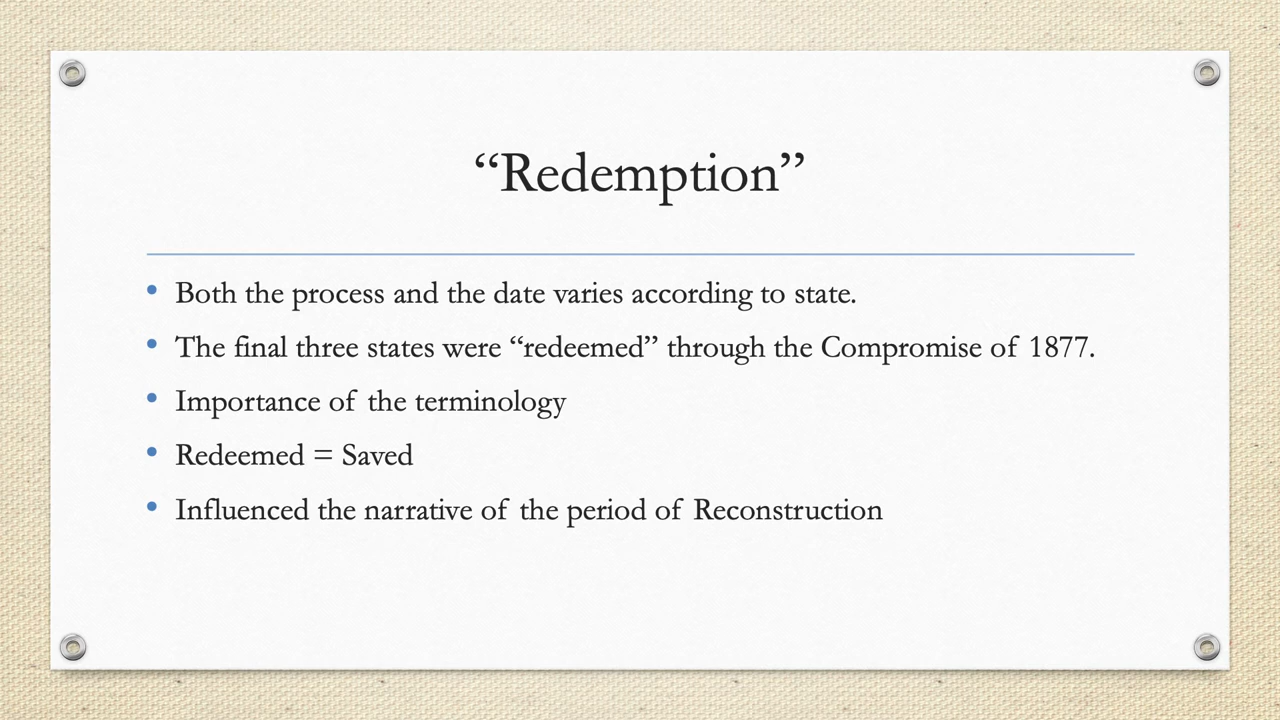 “Redemption”
• Both the process and the date varies according to state.
• The final three states were “redeemed” through the Compromise of 1877.
• Importance of the terminology
• Redeemed = Saved
• Influenced the narrative of the period of Reconstruction